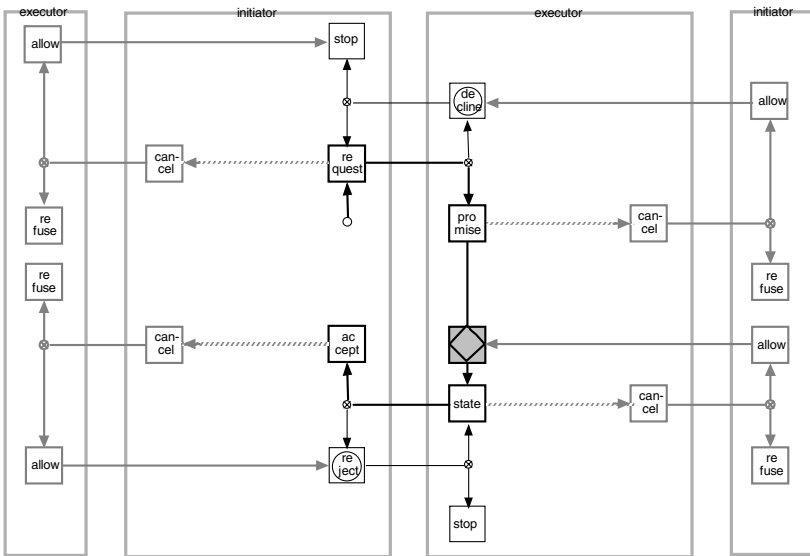 executor
initiator
executor
initiator
allow
stop
de
cline
allow
can-
cel
re
quest
re
fuse
pro
mise
can-
cel
re
fuse
re
fuse
can-
cel
ac
cept
allow
state
can-
cel
allow
re
ject
re
fuse
stop